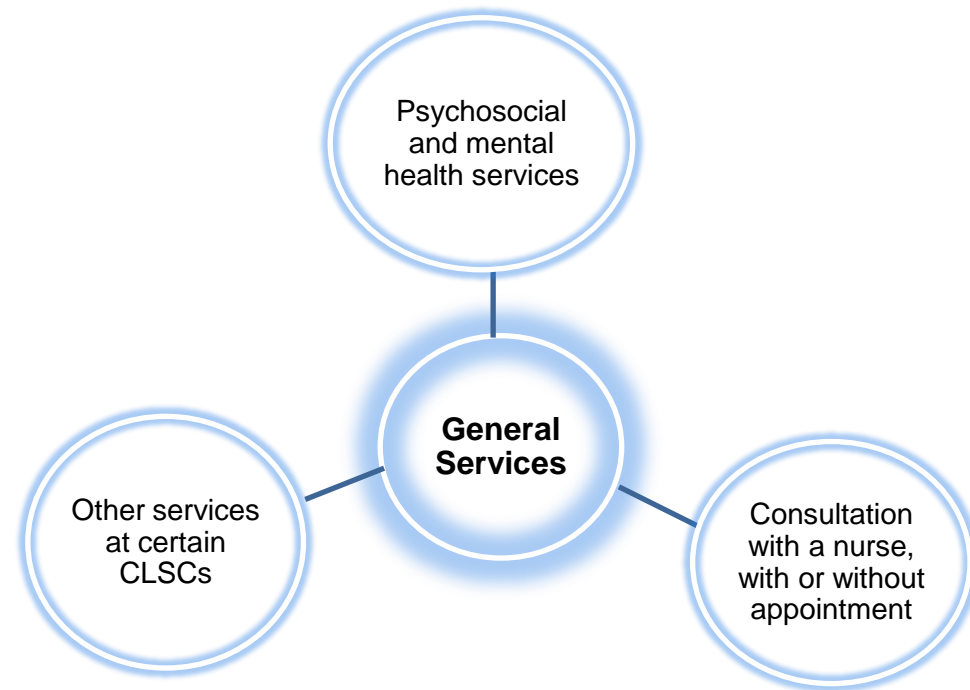 Psychosocial
and mental
health services
General
Services
Other services
at certain
CLSCs
Consultation
with a nurse,
with or without
appointment